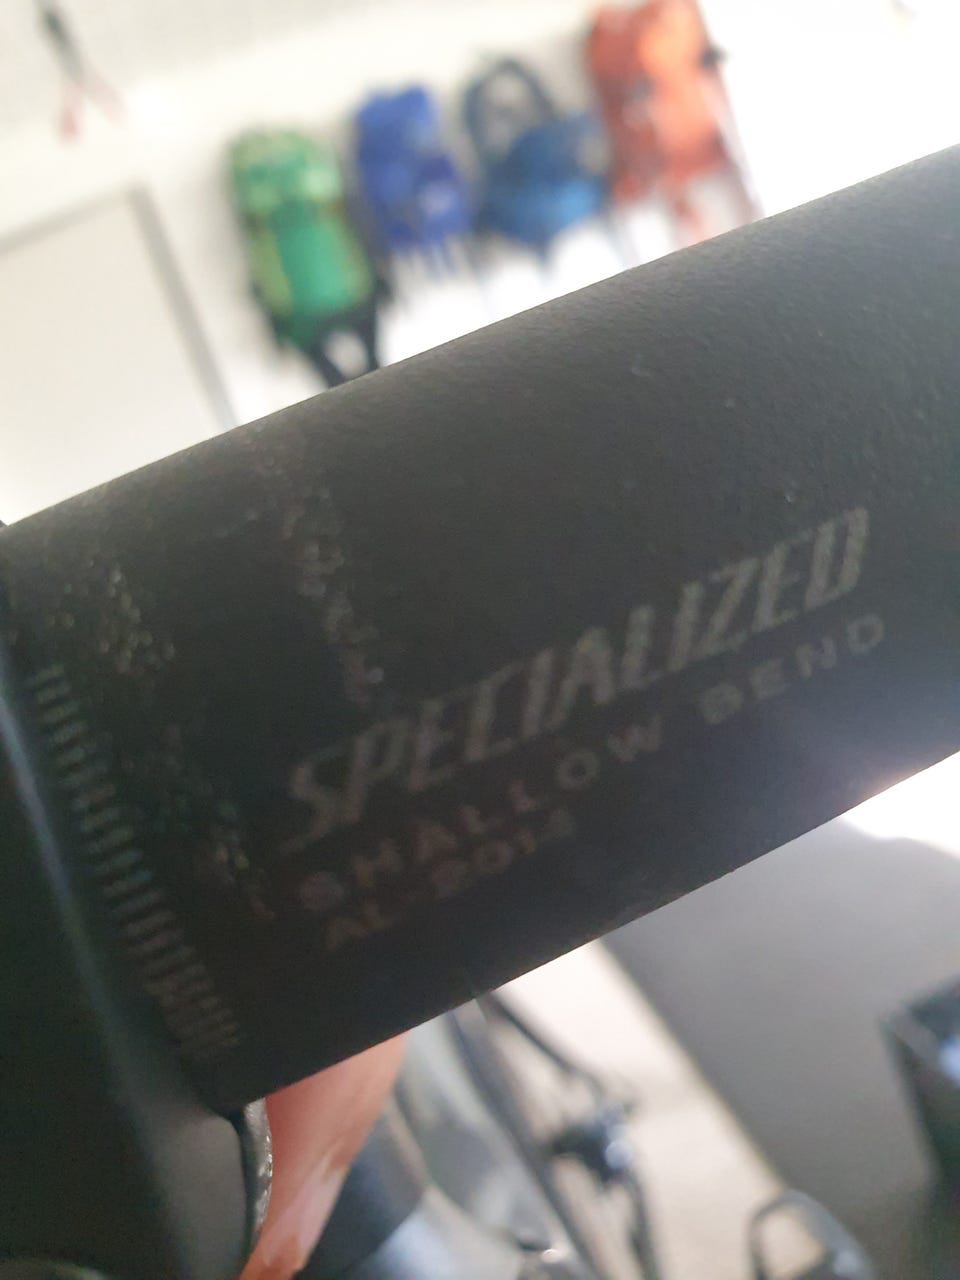 SPECIALIZED
SHALLOW BEND
AL-2014